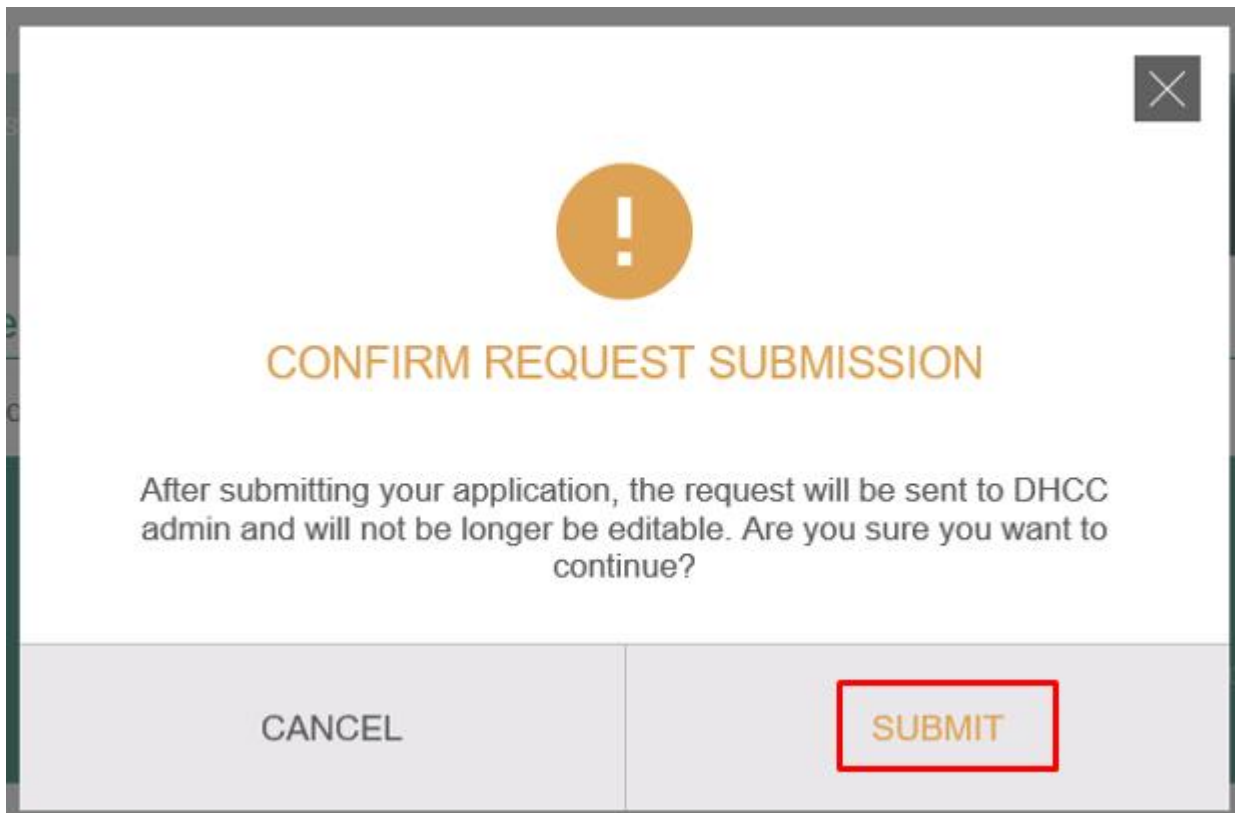 CONFIRM REQUEST SUBMISSION
After submitting your application, the request will be sent to DHCC
admin and will not be longer be editable. Are you sure you want to
continue?
CANCEL
SUBMIT